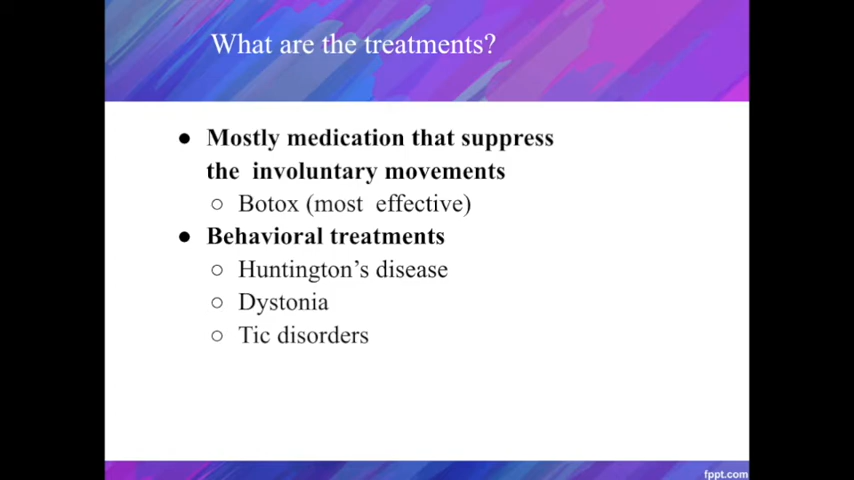 What are the treatments?
● Mostly medication that suppress
the involuntary movements
○ Botox (most effective)
● Behavioral treatments
○ Huntington's disease
○ Dystonia
○ Tic disorders
fppt.com